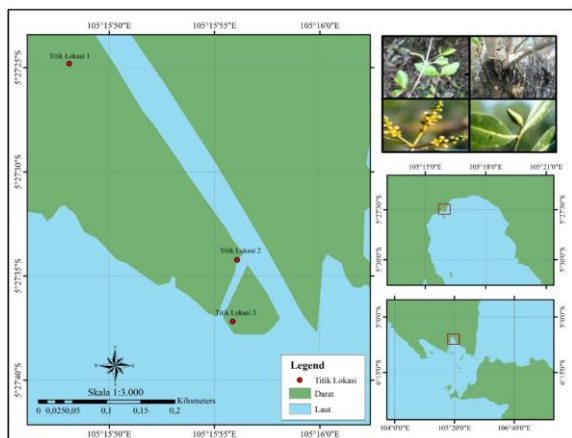 105°15'50"E 105°15'55"E 105°16'0"E
5°27'25"S
5°27'30"S
5°27'35"S
5°27'40"S
Titik Lokasi 1
Titik Lokasi 2
Titik Lokasi 3
Skala 1:3.000
Kilometers
0 0,025 0,05 0,1 0,15 0,2
Legend
Titik Lokasi
Darat
Laut
105°15'50"E 105°15'55"E 105°16'0"E
105°15'0"E 105°18'0"E 105°21'0"E
5°27'30"S
5°30'0"S
5°27'30"S
5°30'0"S
5°0'0"S
6°15'0"S
5°0'0"S
6°15'0"S
104°0'0"E 105°20'0"E 106°40'0"E